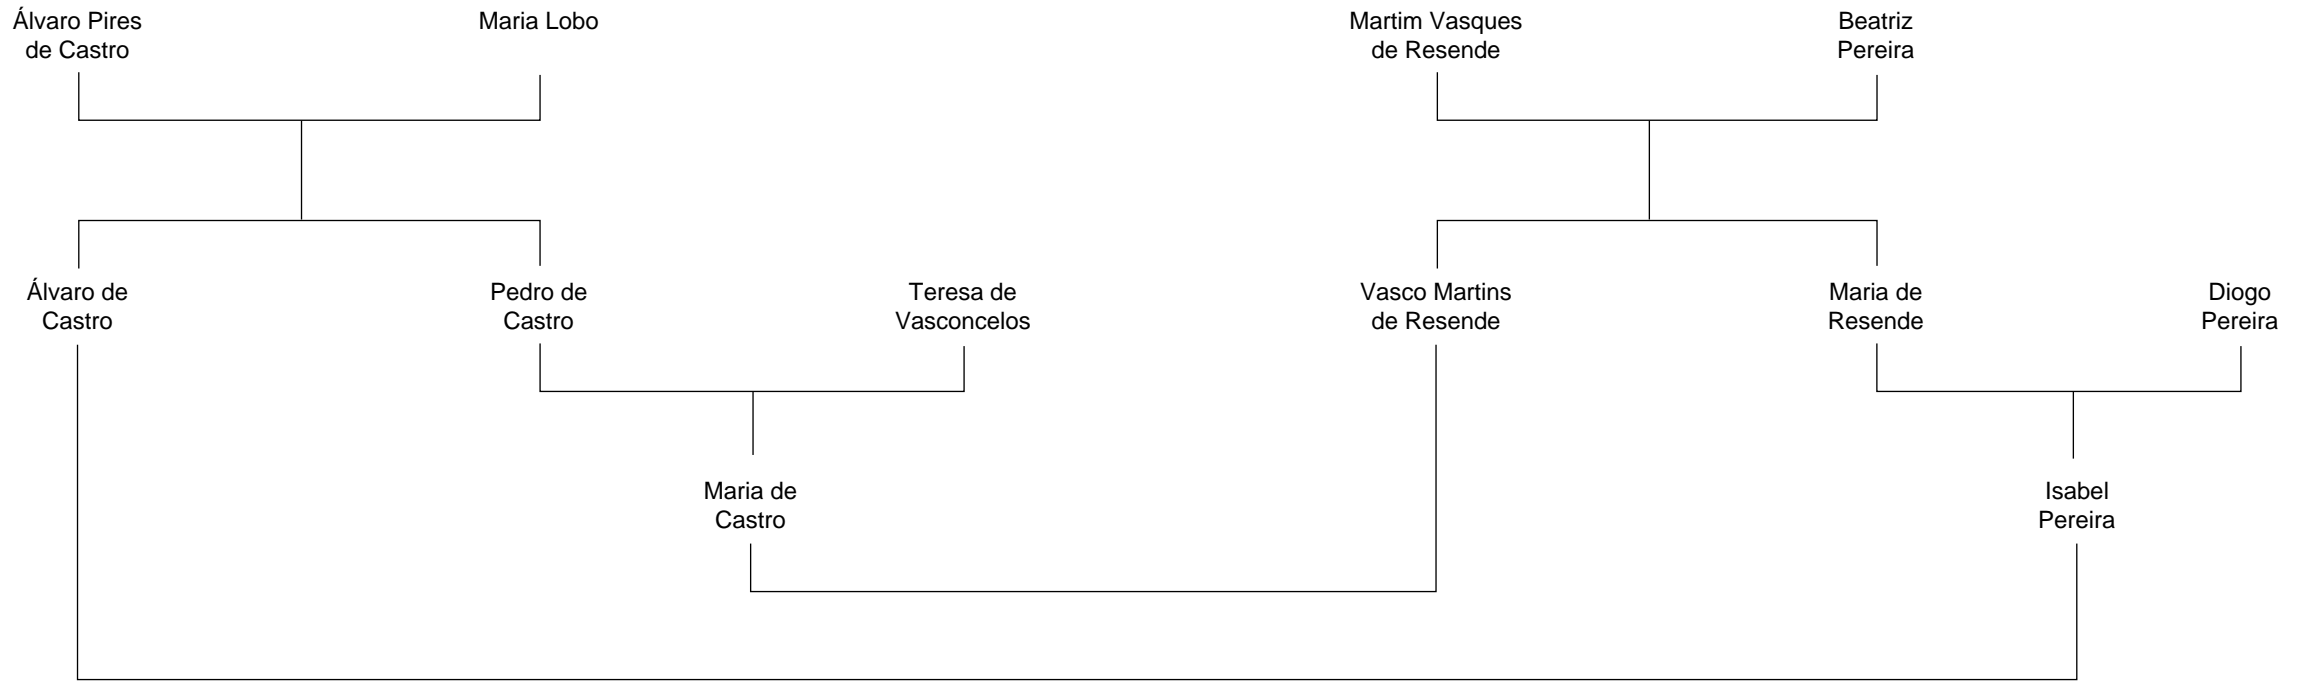 Álvaro Pires
de Castro
Maria Lobo
Martim Vasques
de Resende
Beatriz
Pereira
Álvaro de
Castro
Pedro de
Castro
Teresa de
Vasconcelos
Vasco Martins
de Resende
Maria de
Resende
Diogo
Pereira
Maria de
Castro
Isabel
Pereira